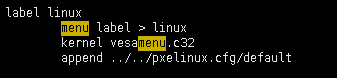 label linux
menu label > linux
kernel vesamenu.c32
append ../../pxelinux.cfg/default